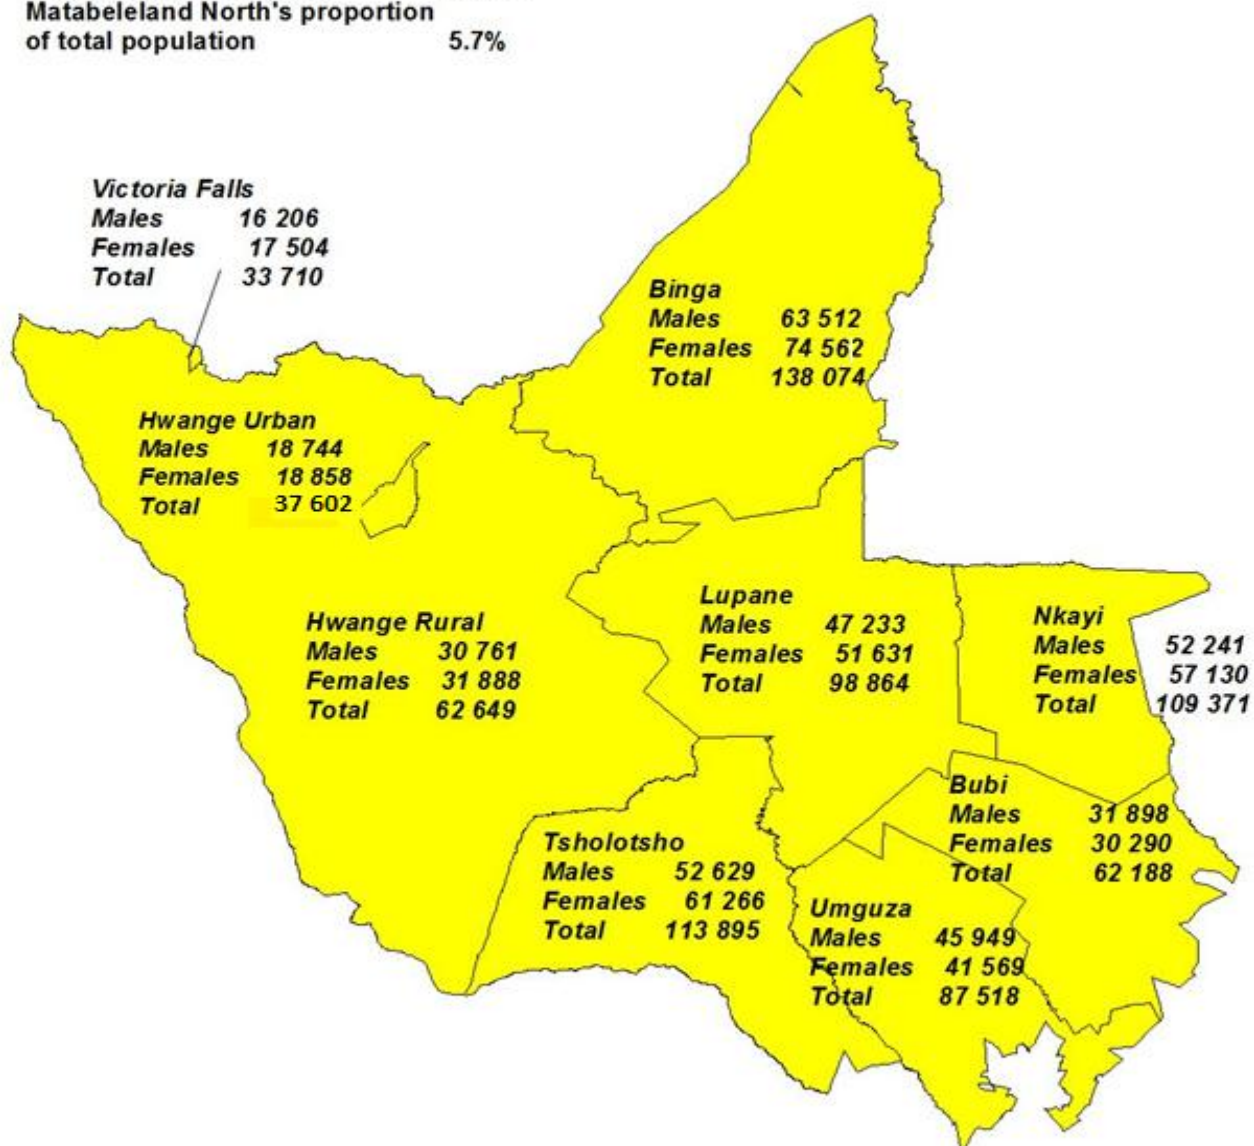 Matabeleland North's proportion
of total population 5.7%
Victoria Falls
Males 16 206
Females 17 504
Total 33 710
Binga
Males 63 512
Females 74 562
Total 138 074
Hwange Urban
Males 18 744
Females 18 858
Total 37 602
Hwange Rural
Males 30 761
Females 31 888
Total 62 649
Lupane
Males 47 233
Females 51 631
Total 98 864
Nkayi
Males 52 241
Females 57 130
Total 109 371
Bubi
Males 31 898
Females 30 290
Total 62 188
Tsholotsho
Males 52 629
Females 61 266
Total 113 895
Umguza
Males 45 949
Females 41 569
Total 87 518